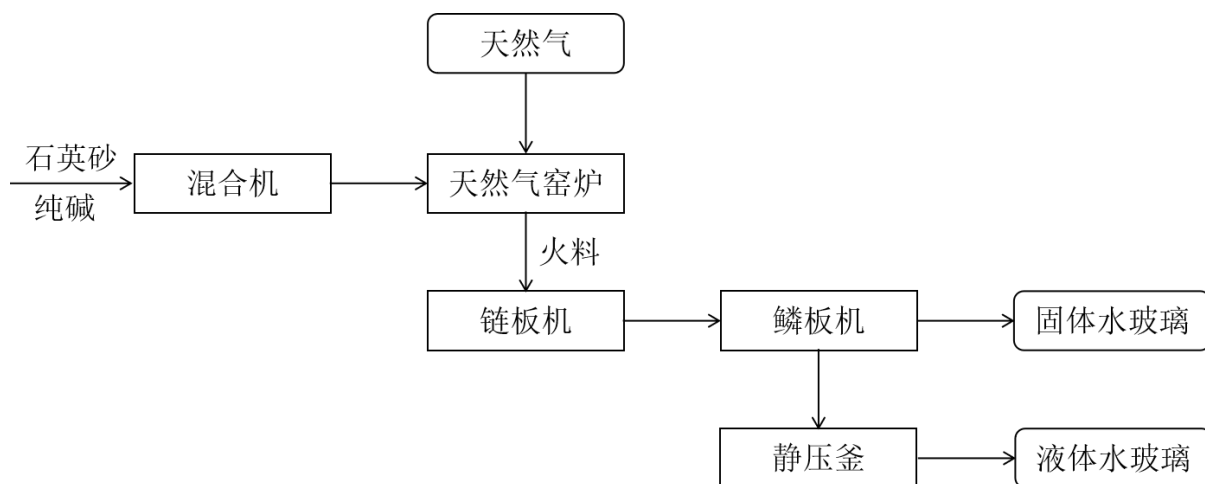 天然气
石英砂
纯碱
混合机
天然气窑炉
火料
链板机
鳞板机
固体水玻璃
静压釜
液体水玻璃